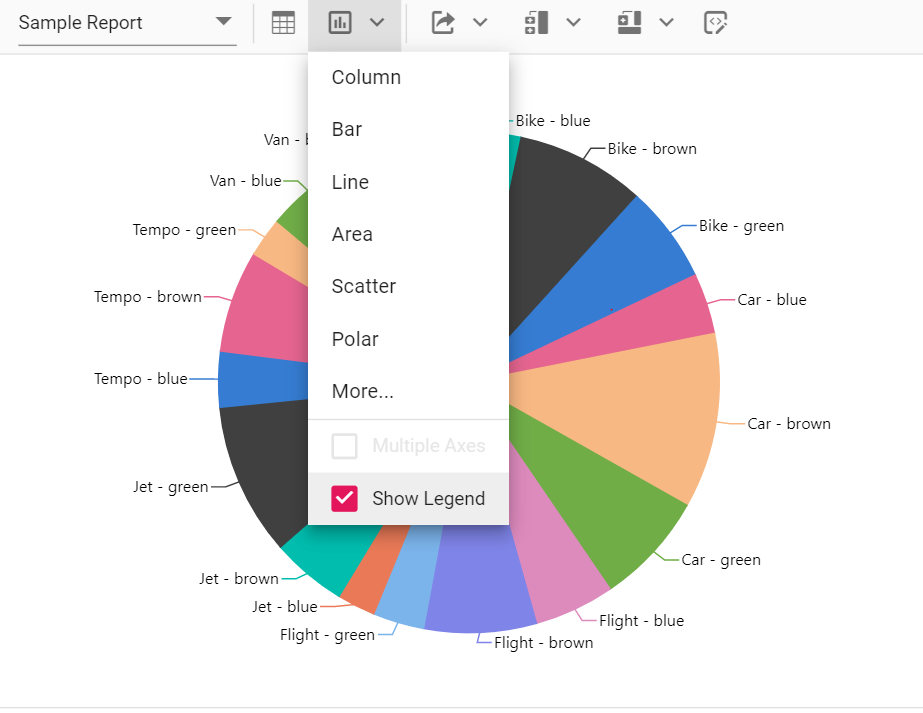 Sample Report
Column
Bar
Line
Area
Scatter
Polar
More...
Multiple Axes
Show Legend
Bike - blue
Bike - brown
Bike - green
Car - blue
Car - brown
Car - green
Flight - blue
Flight - brown
Flight - green
Jet - blue
Jet - brown
Jet - green
Tempo - blue
Tempo - brown
Tempo - green
Van - blue
Van -